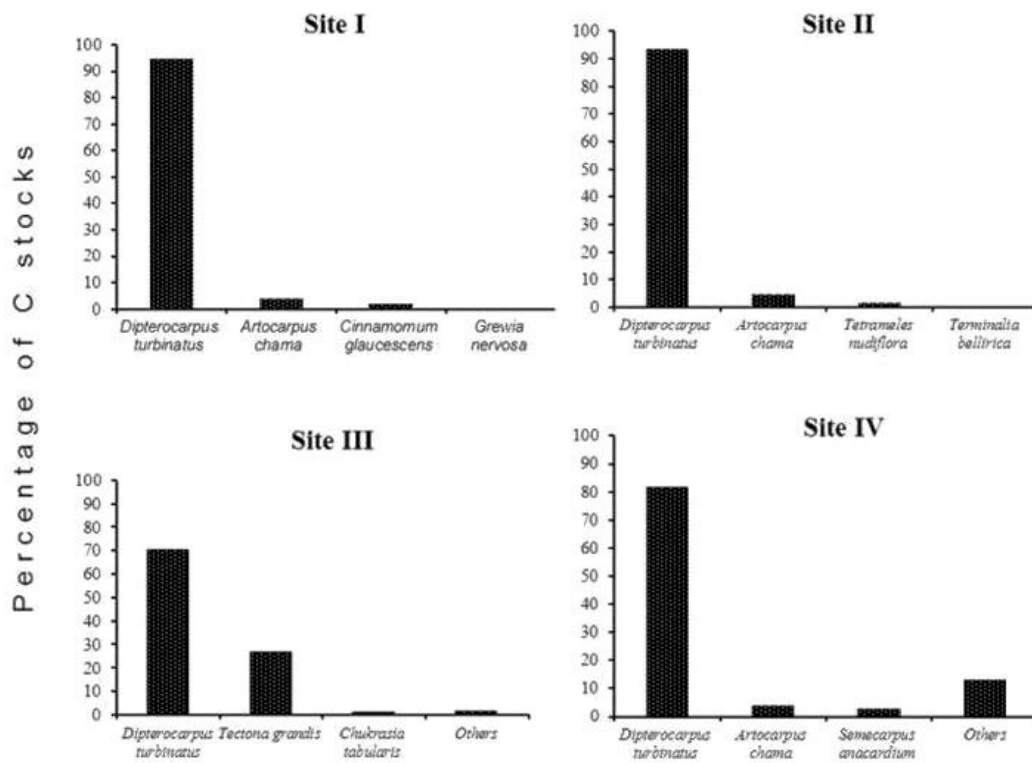 Percentage of C stocks
Site I
100
90
80
70
60
50
40
30
20
10
0
Dipterocarpus turbinatus
Artocarpus chama
Cinnamomum glaucescens
Grewia nervosa
Site II
100
90
80
70
60
50
40
30
20
10
0
Dipterocarpus turbinatus
Artocarpus chama
Tetrameles nudiflora
Terminalia bellirica
Site III
100
90
80
70
60
50
40
30
20
10
0
Dipterocarpus turbinatus
Tectona grandis
Chukrasia tabularis
Others
Site IV
100
90
80
70
60
50
40
30
20
10
0
Dipterocarpus turbinatus
Artocarpus chama
Semecarpus anacardium
Others